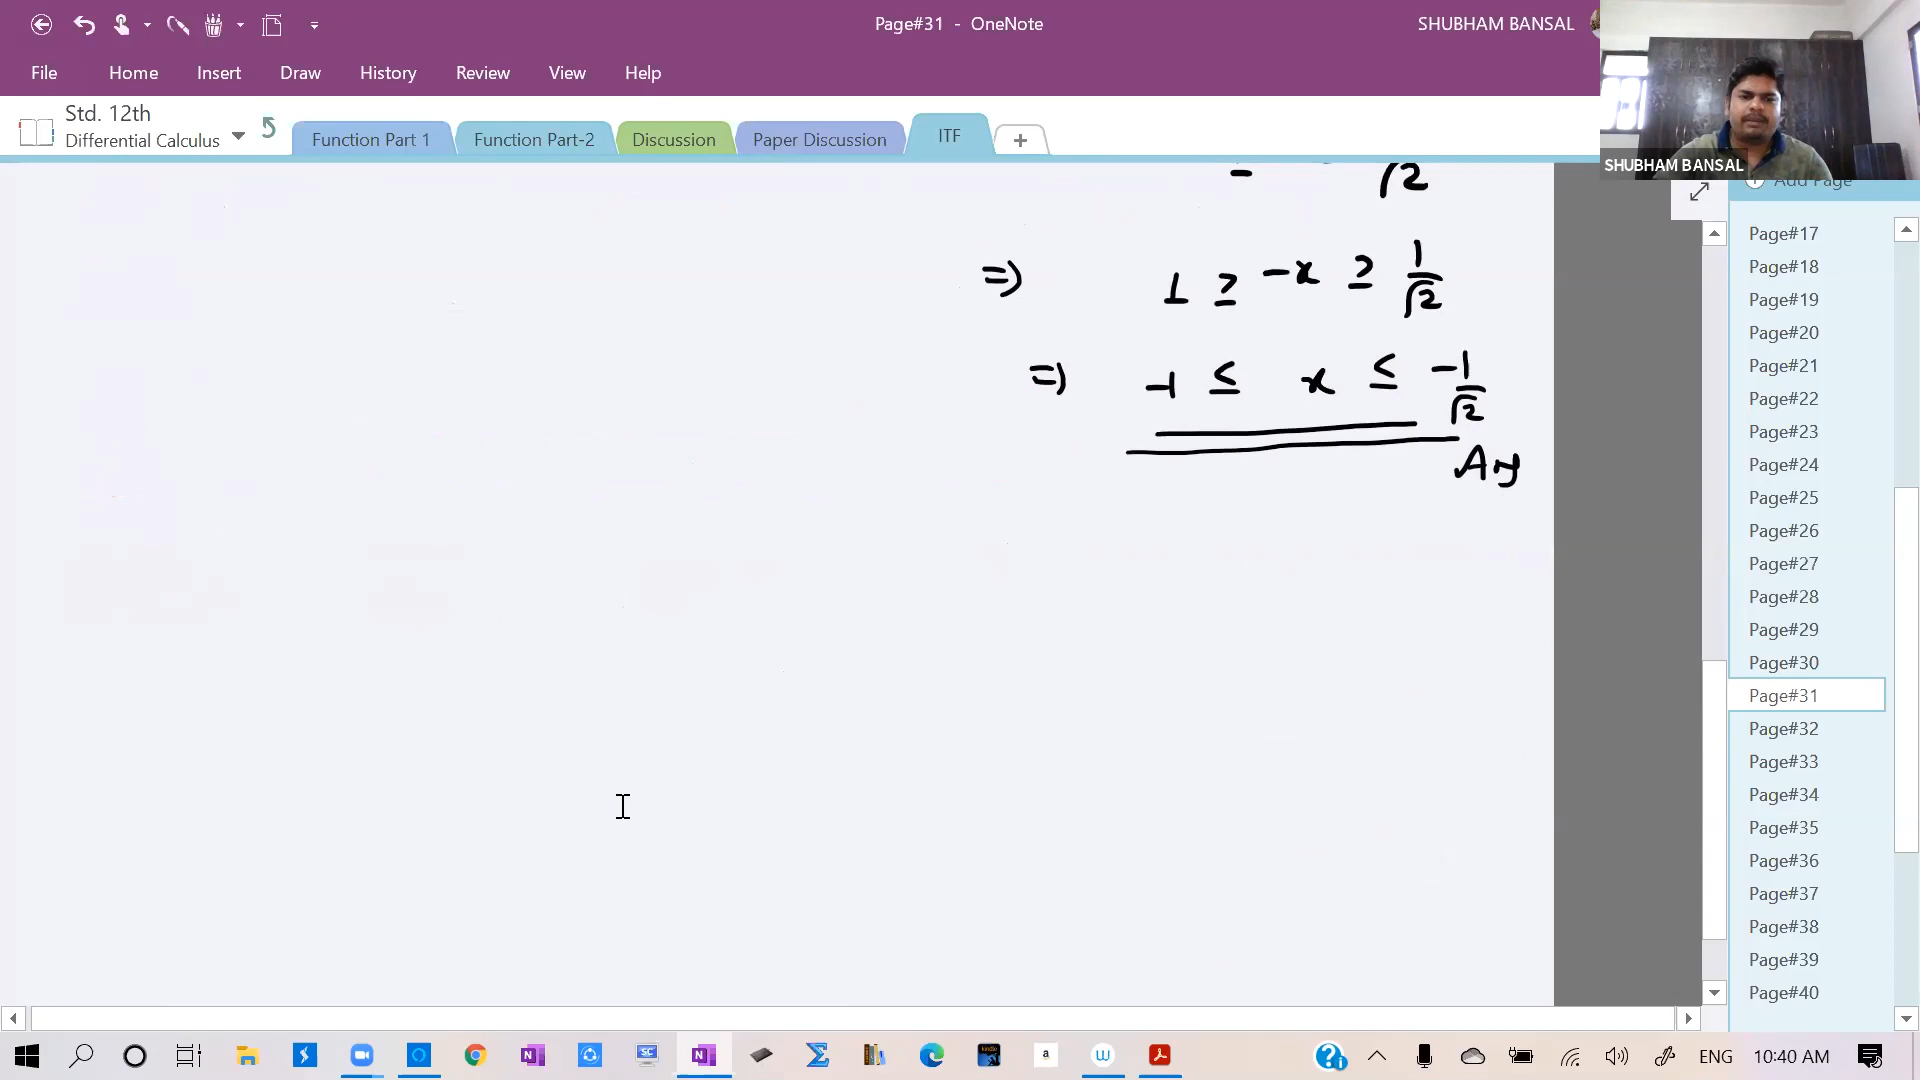 Page#31 - OneNote
SHUBHAM BANSAL
File Home Insert Draw History Review View Help
Std. 12th
Differential Calculus
Function Part 1
Function Part-2
Discussion
Paper Discussion
ITF
+
SHUBHAM BANSAL
Add Page
√2
=) 1 ≥ -x ≥ 1/√2
=) -1 ≤ x ≤ -1/√2
Ans
Page#17
Page#18
Page#19
Page#20
Page#21
Page#22
Page#23
Page#24
Page#25
Page#26
Page#27
Page#28
Page#29
Page#30
Page#31
Page#32
Page#33
Page#34
Page#35
Page#36
Page#37
Page#38
Page#39
Page#40
ENG
10:40 AM